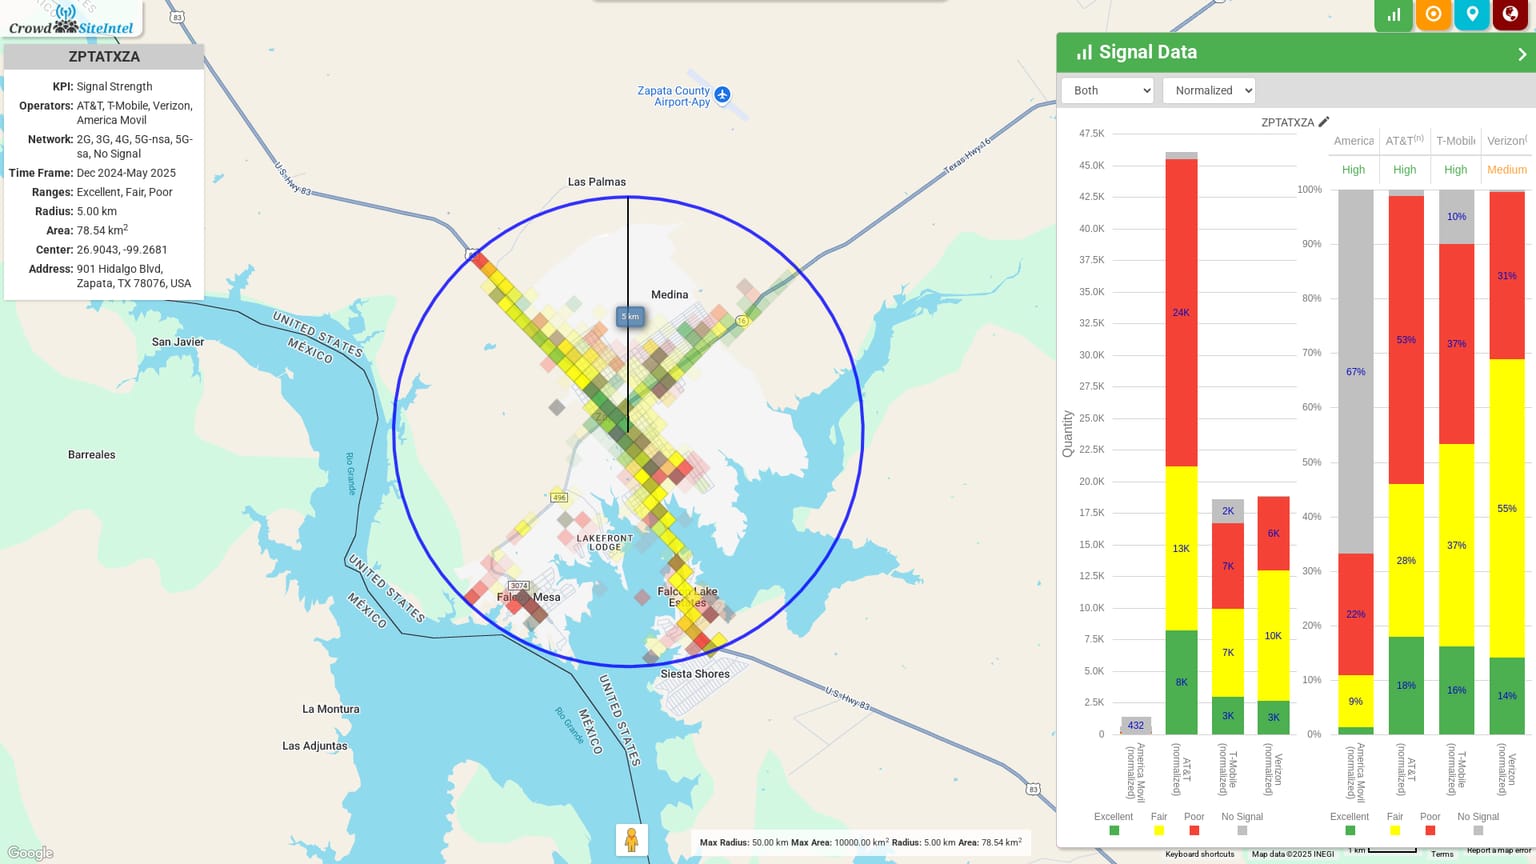 Crowd SiteIntel
ZPTATXZA
KPI: Signal Strength
Operators: AT&T, T-Mobile, Verizon,
America Movil
Network: 2G, 3G, 4G, 5G-nsa, 5G-
sa, No Signal
Time Frame: Dec 2024-May 2025
Ranges: Excellent, Fair, Poor
Radius: 5.00 km
Area: 78.54 km²
Center: 26.9043, -99.2681
Address: 901 Hidalgo Blvd,
Zapata, TX 78076, USA
83
U.S. Hwy 83
Zapata County
Airport-Apy
Texas Hwy 16
Las Palmas
Medina
5 km
16
UNITED STATES
MÉXICO
San Javier
Barreales
Rio Grande
496
LAKEFRONT
LODGE
3074
Falcon Mesa
Falcon Lake
Estates
UNITED STATES
MÉXICO
Siesta Shores
U.S. Hwy 83
La Montura
Las Adjuntas
Rio Grande
UNITED STATES
MÉXICO
83
Google
Max Radius: 50.00 km Max Area: 10000.00 km² Radius: 5.00 km Area: 78.54 km²
Signal Data
Both
Normalized
ZPTATXZA
Quantity
47.5K
45.0K
42.5K
40.0K
37.5K
35.0K
32.5K
30.0K
27.5K
25.0K
22.5K
20.0K
17.5K
15.0K
12.5K
10.0K
7.5K
5.0K
2.5K
0
432
24K
13K
8K
2K
7K
7K
3K
6K
10K
3K
America Movil
(normalized)
AT&T
(normalized)
T-Mobile
(normalized)
Verizon
(normalized)
Excellent
Fair
Poor
No Signal
America
AT&T(n)
T-Mobile
Verizon(
High
High
High
Medium
100%
90%
80%
70%
60%
50%
40%
30%
20%
10%
0%
67%
22%
9%
53%
28%
18%
10%
37%
37%
16%
31%
55%
14%
America Movil
(normalized)
AT&T
(normalized)
T-Mobile
(normalized)
Verizon
(normalized)
Excellent
Fair
Poor
No Signal
Keyboard shortcuts
Map data ©2025 INEGI
1 km
Terms
Report a map error